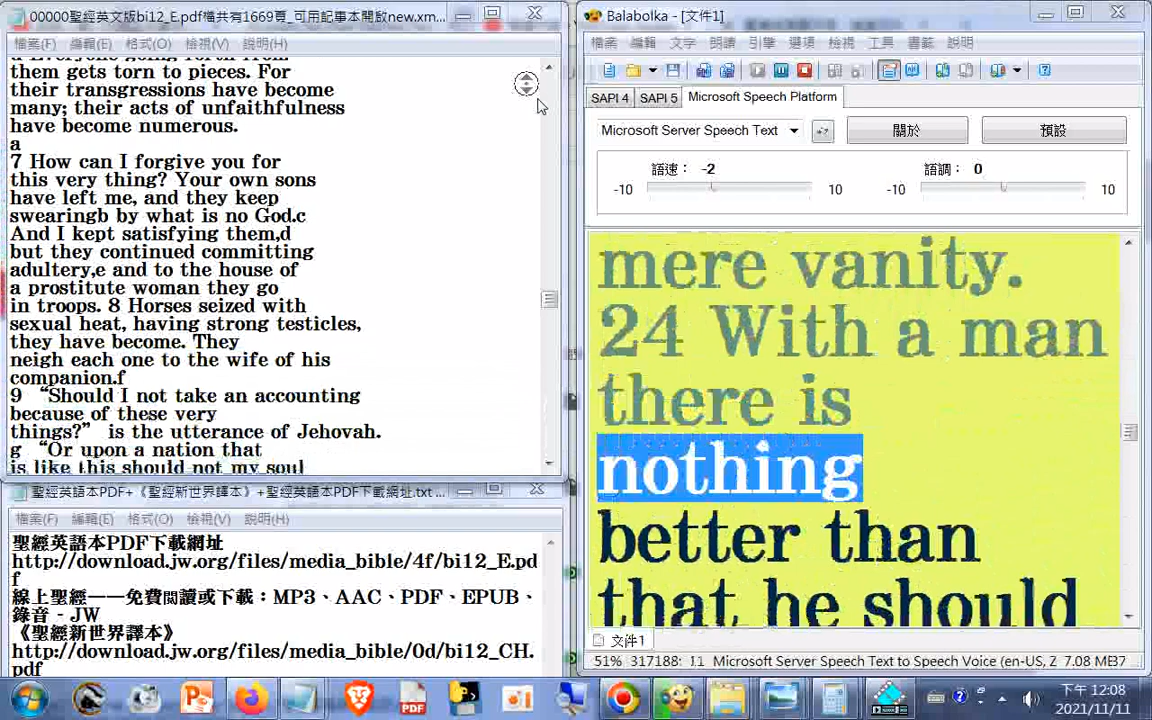 00000聖經英文版bi12_E.pdf檔共有1669頁_可用記事本開啟new.xm...
檔案(F) 編輯(E) 格式(O) 檢視(V) 說明(H)
them gets torn to pieces. For
their transgressions have become
many; their acts of unfaithfulness
have become numerous.
a
7 How can I forgive you for
this very thing? Your own sons
have left me, and they keep
swearingb by what is no God.c
And I kept satisfying them,d
but they continued committing
adultery,e and to the house of
a prostitute woman they go
in troops. 8 Horses seized with
sexual heat, having strong testicles,
they have become. They
neigh each one to the wife of his
companion.f
9 “Should I not take an accounting
because of these very
things?” is the utterance of Jehovah.
g “Or upon a nation that
is like this should not my soul
聖經英語本PDF+《聖經新世界譯本》+聖經英語本PDF下載網址.txt ...
檔案(F) 編輯(E) 格式(O) 檢視(V) 說明(H)
聖經英語本PDF下載網址
http://download.jw.org/files/media_bible/4f/bi12_E.pd
f
線上聖經——免費閱讀或下載：MP3、AAC、PDF、EPUB、
錄音 - JW
《聖經新世界譯本》
http://download.jw.org/files/media_bible/0d/bi12_CH.
pdf
Balabolka - [文件1]
檔案 編輯 文字 朗讀 引擎 選項 檢視 工具 書籤 說明
SAPI 4 SAPI 5 Microsoft Speech Platform
Microsoft Server Speech Text 關於 預設
語速： -2 語調： 0
-10 10 -10 10
mere vanity.
24 With a man
there is
nothing
better than
that he should
文件1
51% 317188: Microsoft Server Speech Text to Speech Voice (en-US, Z 7.08 MB
PDF
下午 12:08
2021/11/11